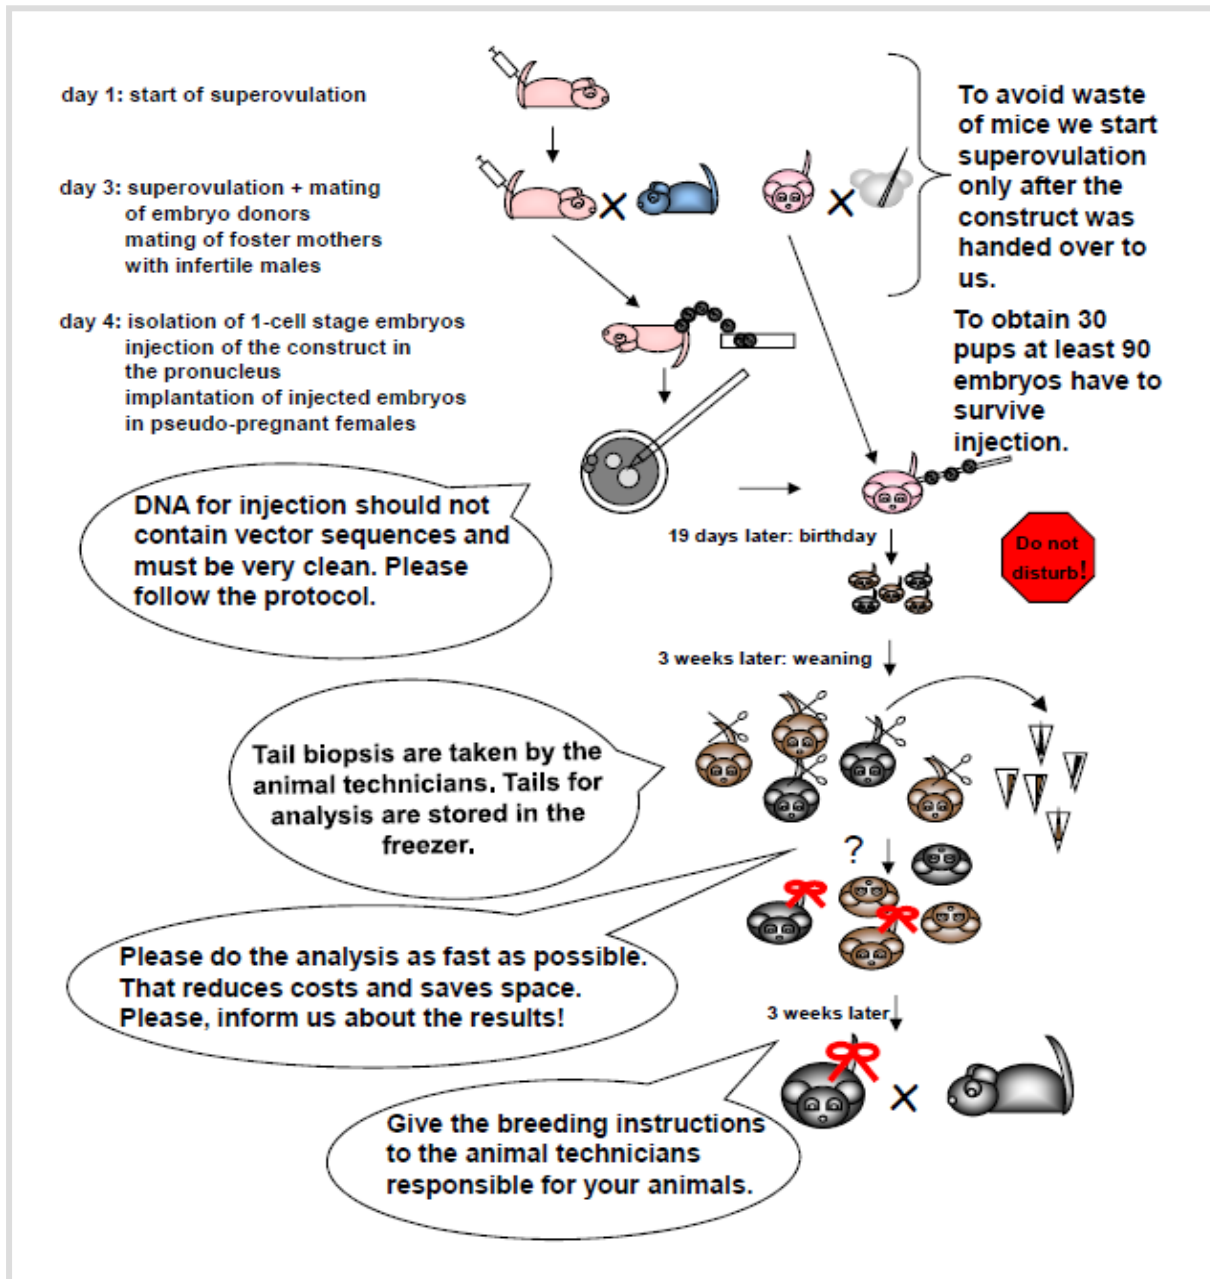 day 1: start of superovulation
To avoid waste
of mice we start
superovulation
only after the
construct was
handed over to
us.
day 3: superovulation + mating
of embryo donors
mating of foster mothers
with infertile males
X
X
day 4: isolation of 1-cell stage embryos
injection of the construct in
the pronucleus
implantation of injected embryos
in pseudo-pregnant females
To obtain 30
pups at least 90
embryos have to
survive
injection.
DNA for injection should not
contain vector sequences and
must be very clean. Please
follow the protocol.
19 days later: birthday
Do not
disturb!
3 weeks later: weaning
Tail biopsis are taken by the
animal technicians. Tails for
analysis are stored in the
freezer.
?
Please do the analysis as fast as possible.
That reduces costs and saves space.
Please, inform us about the results!
3 weeks later
X
Give the breeding instructions
to the animal technicians
responsible for your animals.